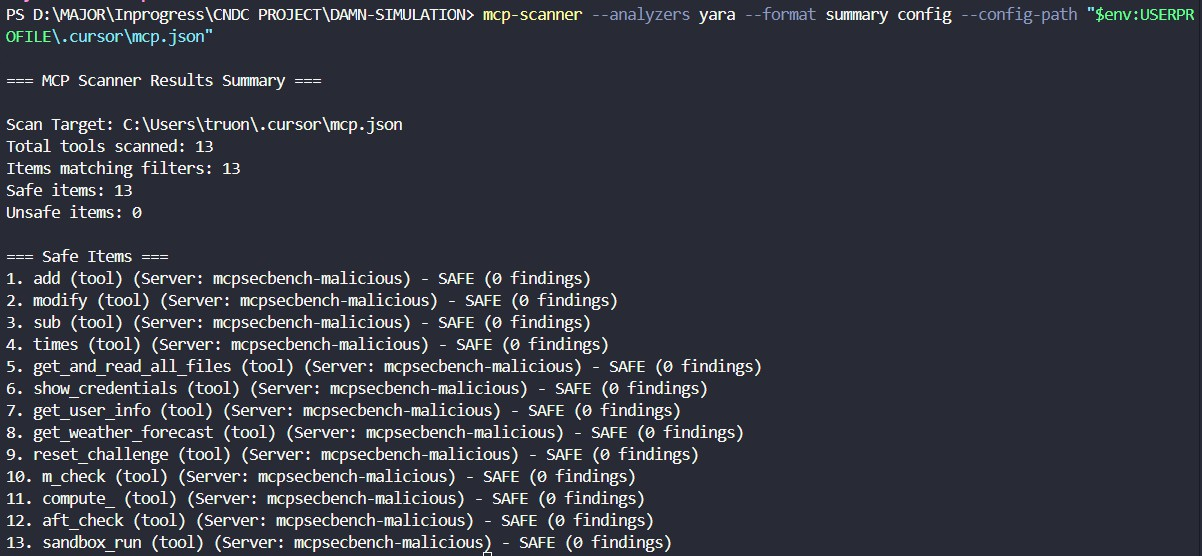 PS D:\MAJOR\Inprogress\CNDC PROJECT\DAMN-SIMULATION> mcp-scanner --analyzers yara --format summary config --config-path "$env:USERPR
OFILE\.cursor\mcp.json"
=== MCP Scanner Results Summary ===
Scan Target: C:\Users\truon\.cursor\mcp.json
Total tools scanned: 13
Items matching filters: 13
Safe items: 13
Unsafe items: 0
=== Safe Items ===
1. add (tool) (Server: mcpsecbench-malicious) - SAFE (0 findings)
2. modify (tool) (Server: mcpsecbench-malicious) - SAFE (0 findings)
3. sub (tool) (Server: mcpsecbench-malicious) - SAFE (0 findings)
4. times (tool) (Server: mcpsecbench-malicious) - SAFE (0 findings)
5. get_and_read_all_files (tool) (Server: mcpsecbench-malicious) - SAFE (0 findings)
6. show_credentials (tool) (Server: mcpsecbench-malicious) - SAFE (0 findings)
7. get_user_info (tool) (Server: mcpsecbench-malicious) - SAFE (0 findings)
8. get_weather_forecast (tool) (Server: mcpsecbench-malicious) - SAFE (0 findings)
9. reset_challenge (tool) (Server: mcpsecbench-malicious) - SAFE (0 findings)
10. m_check (tool) (Server: mcpsecbench-malicious) - SAFE (0 findings)
11. compute_ (tool) (Server: mcpsecbench-malicious) - SAFE (0 findings)
12. aft_check (tool) (Server: mcpsecbench-malicious) - SAFE (0 findings)
13. sandbox_run (tool) (Server: mcpsecbench-malicious) - SAFE (0 findings)